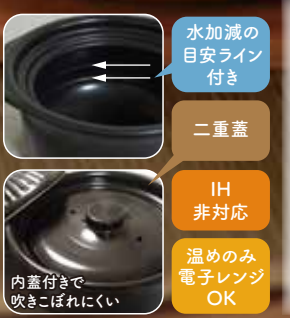 水加減の
目安ライン
付き
二重蓋
IH
非対応
温めのみ
電子レンジ
OK
内蓋付きで
吹きこぼれにくい